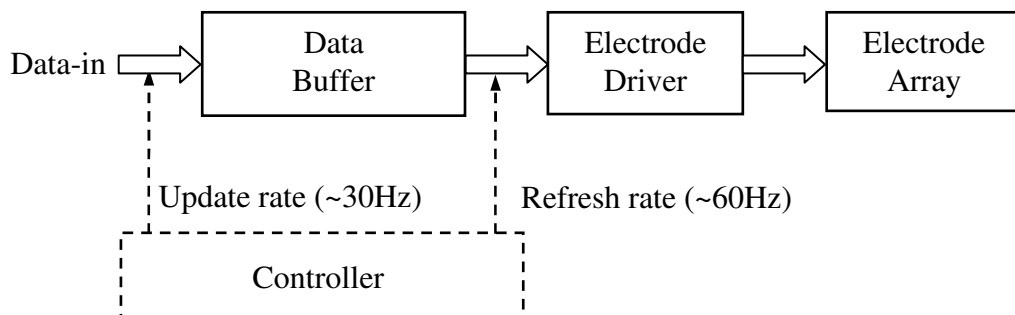 Data-in
Data
Buffer
Electrode
Driver
Electrode
Array
Update rate (~30Hz)
Refresh rate (~60Hz)
Controller